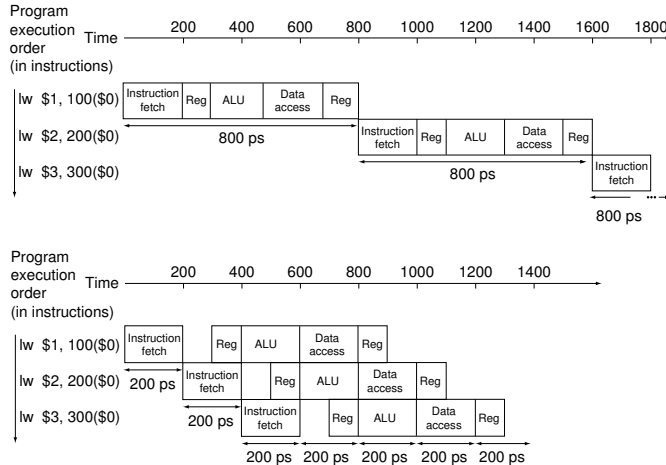 Program
execution
order
(in instructions)
Time
200 400 600 800 1000 1200 1400 1600 1800
lw $1, 100($0)
Instruction
fetch
Reg
ALU
Data
access
Reg
800 ps
lw $2, 200($0)
Instruction
fetch
Reg
ALU
Data
access
Reg
800 ps
lw $3, 300($0)
Instruction
fetch
800 ps
...
Program
execution
order
(in instructions)
Time
200 400 600 800 1000 1200 1400
lw $1, 100($0)
Instruction
fetch
Reg
ALU
Data
access
Reg
200 ps
lw $2, 200($0)
Instruction
fetch
Reg
ALU
Data
access
Reg
200 ps
lw $3, 300($0)
Instruction
fetch
Reg
ALU
Data
access
Reg
200 ps 200 ps 200 ps 200 ps 200 ps